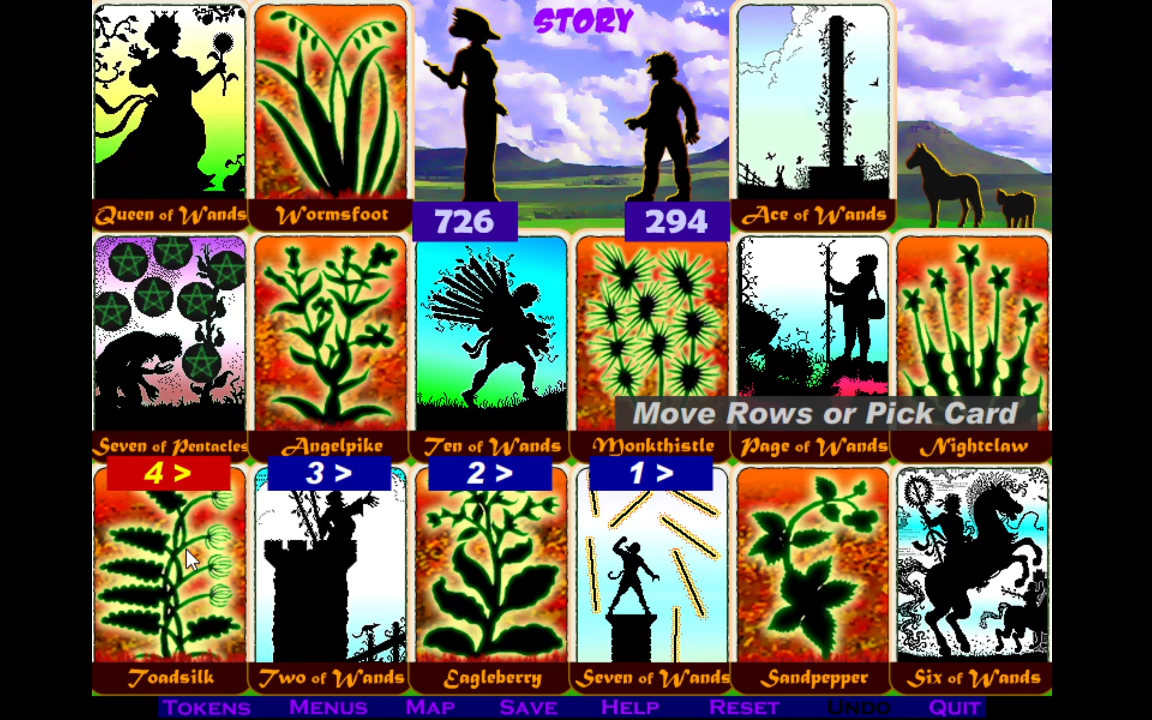 STORY
Queen of Wands
Wormsfoot
726
294
Ace of Wands
Seven of Pentacles
Angelpike
Ten of Wands
Monkthistle
Page of Wands
Nightclaw
Move Rows or Pick Card
4 >
3 >
2 >
1 >
Toadsilk
Two of Wands
Eagleberry
Seven of Wands
Sandpepper
Six of Wands
TOKENS MENUS MAP SAVE HELP RESET UNDO QUIT